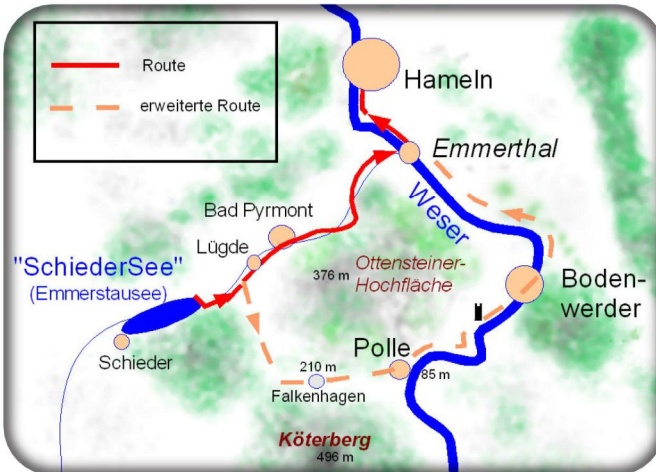 Route
erweiterte Route
Hameln
Emmerthal
Weser
Bad Pyrmont
Lügde
"SchiederSee"
(Emmerstausee)
376 m
Ottensteiner-
Hochfläche
Boden-
werder
Schieder
Polle
210 m
85 m
Falkenhagen
Köterberg
496 m